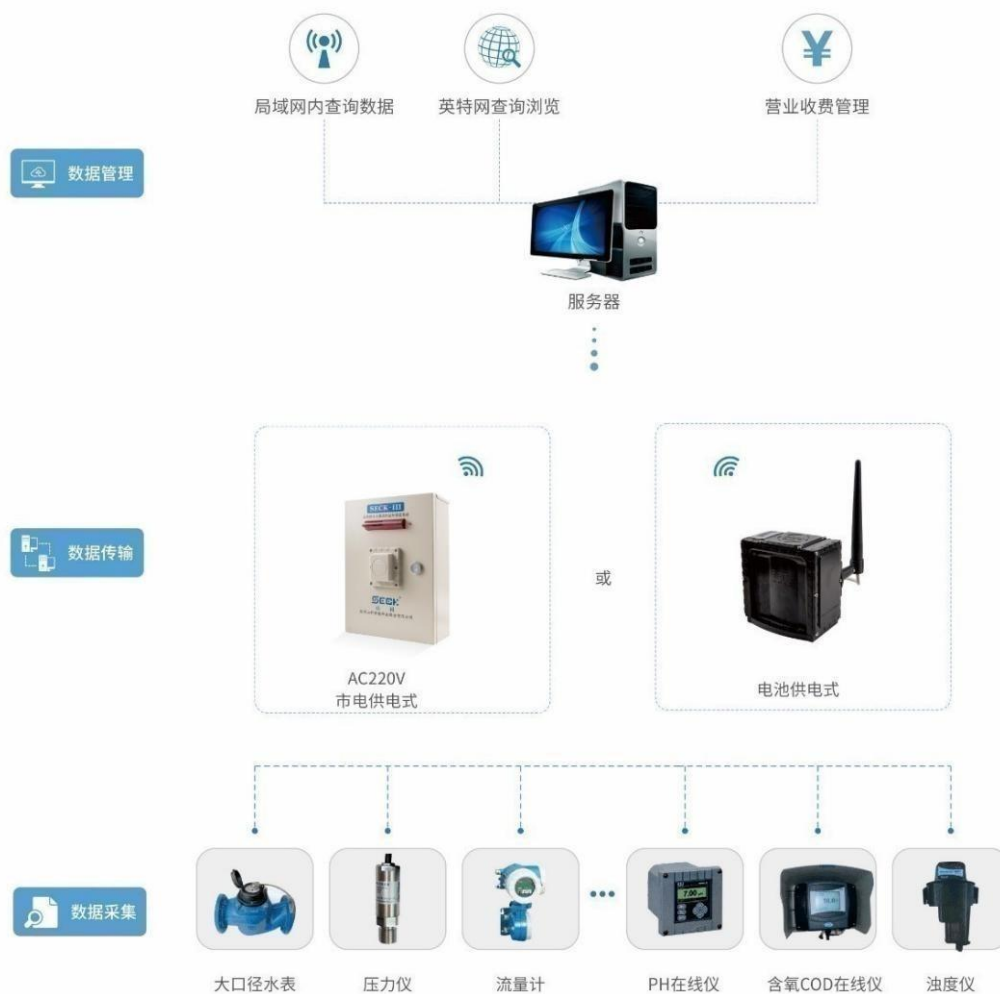 局域网内查询数据
英特网查询浏览
营业收费管理
¥
数据管理
服务器
SECK-III
数据传输
SECK
或
AC220V
市电供电式
电池供电式
7.00
数据采集
大口径水表
压力仪
流量计
PH在线仪
含氧COD在线仪
浊度仪